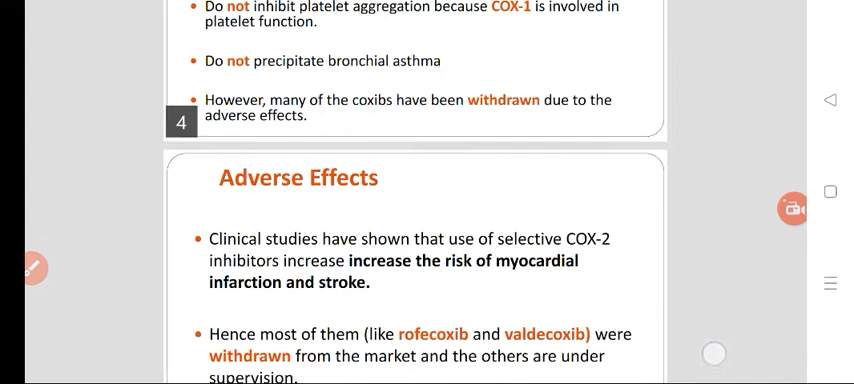 • Do not inhibit platelet aggregation because COX-1 is involved in
platelet function.
• Do not precipitate bronchial asthma
• However, many of the coxibs have been withdrawn due to the
adverse effects.
4
Adverse Effects
• Clinical studies have shown that use of selective COX-2
inhibitors increase increase the risk of myocardial
infarction and stroke.
• Hence most of them (like rofecoxib and valdecoxib) were
withdrawn from the market and the others are under
supervision.